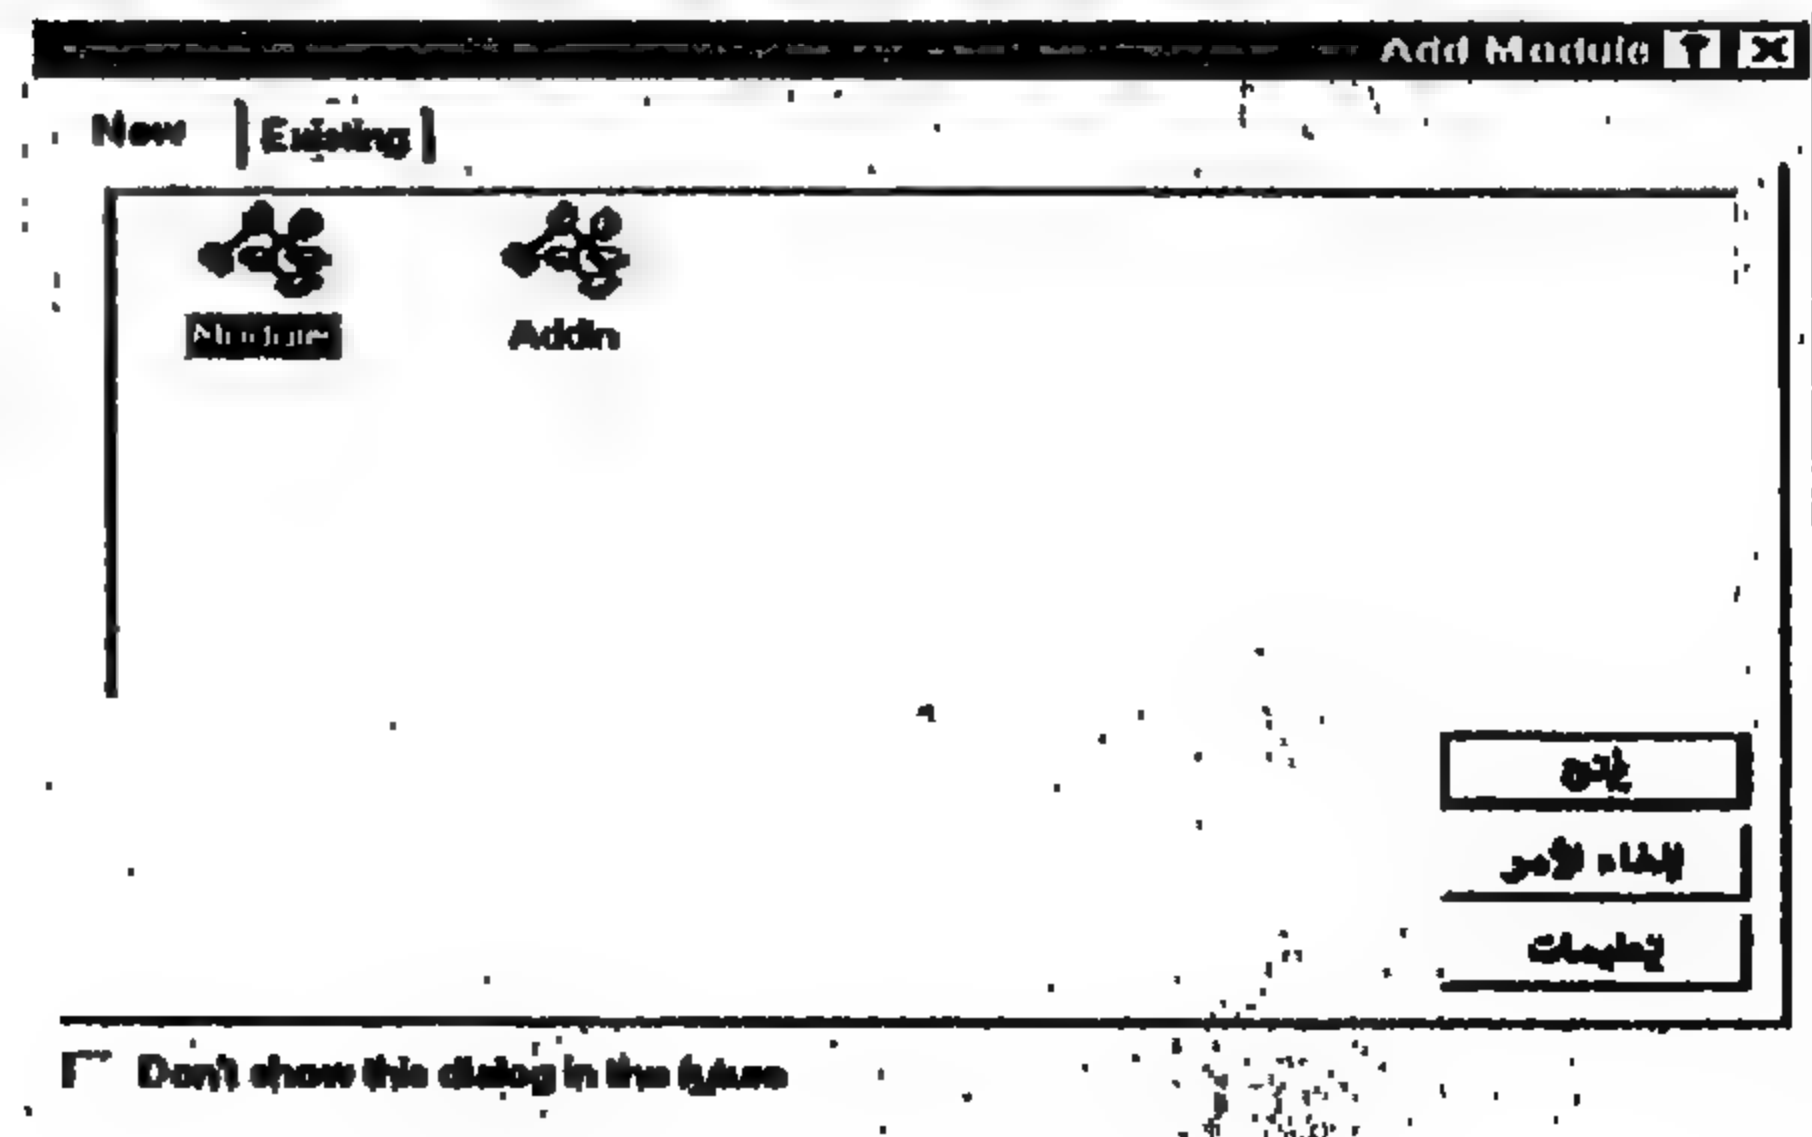 Add Module
New Existing
Module Addin
فتح
إلغاء الأمر
تعليمات
Don't show this dialog in the future